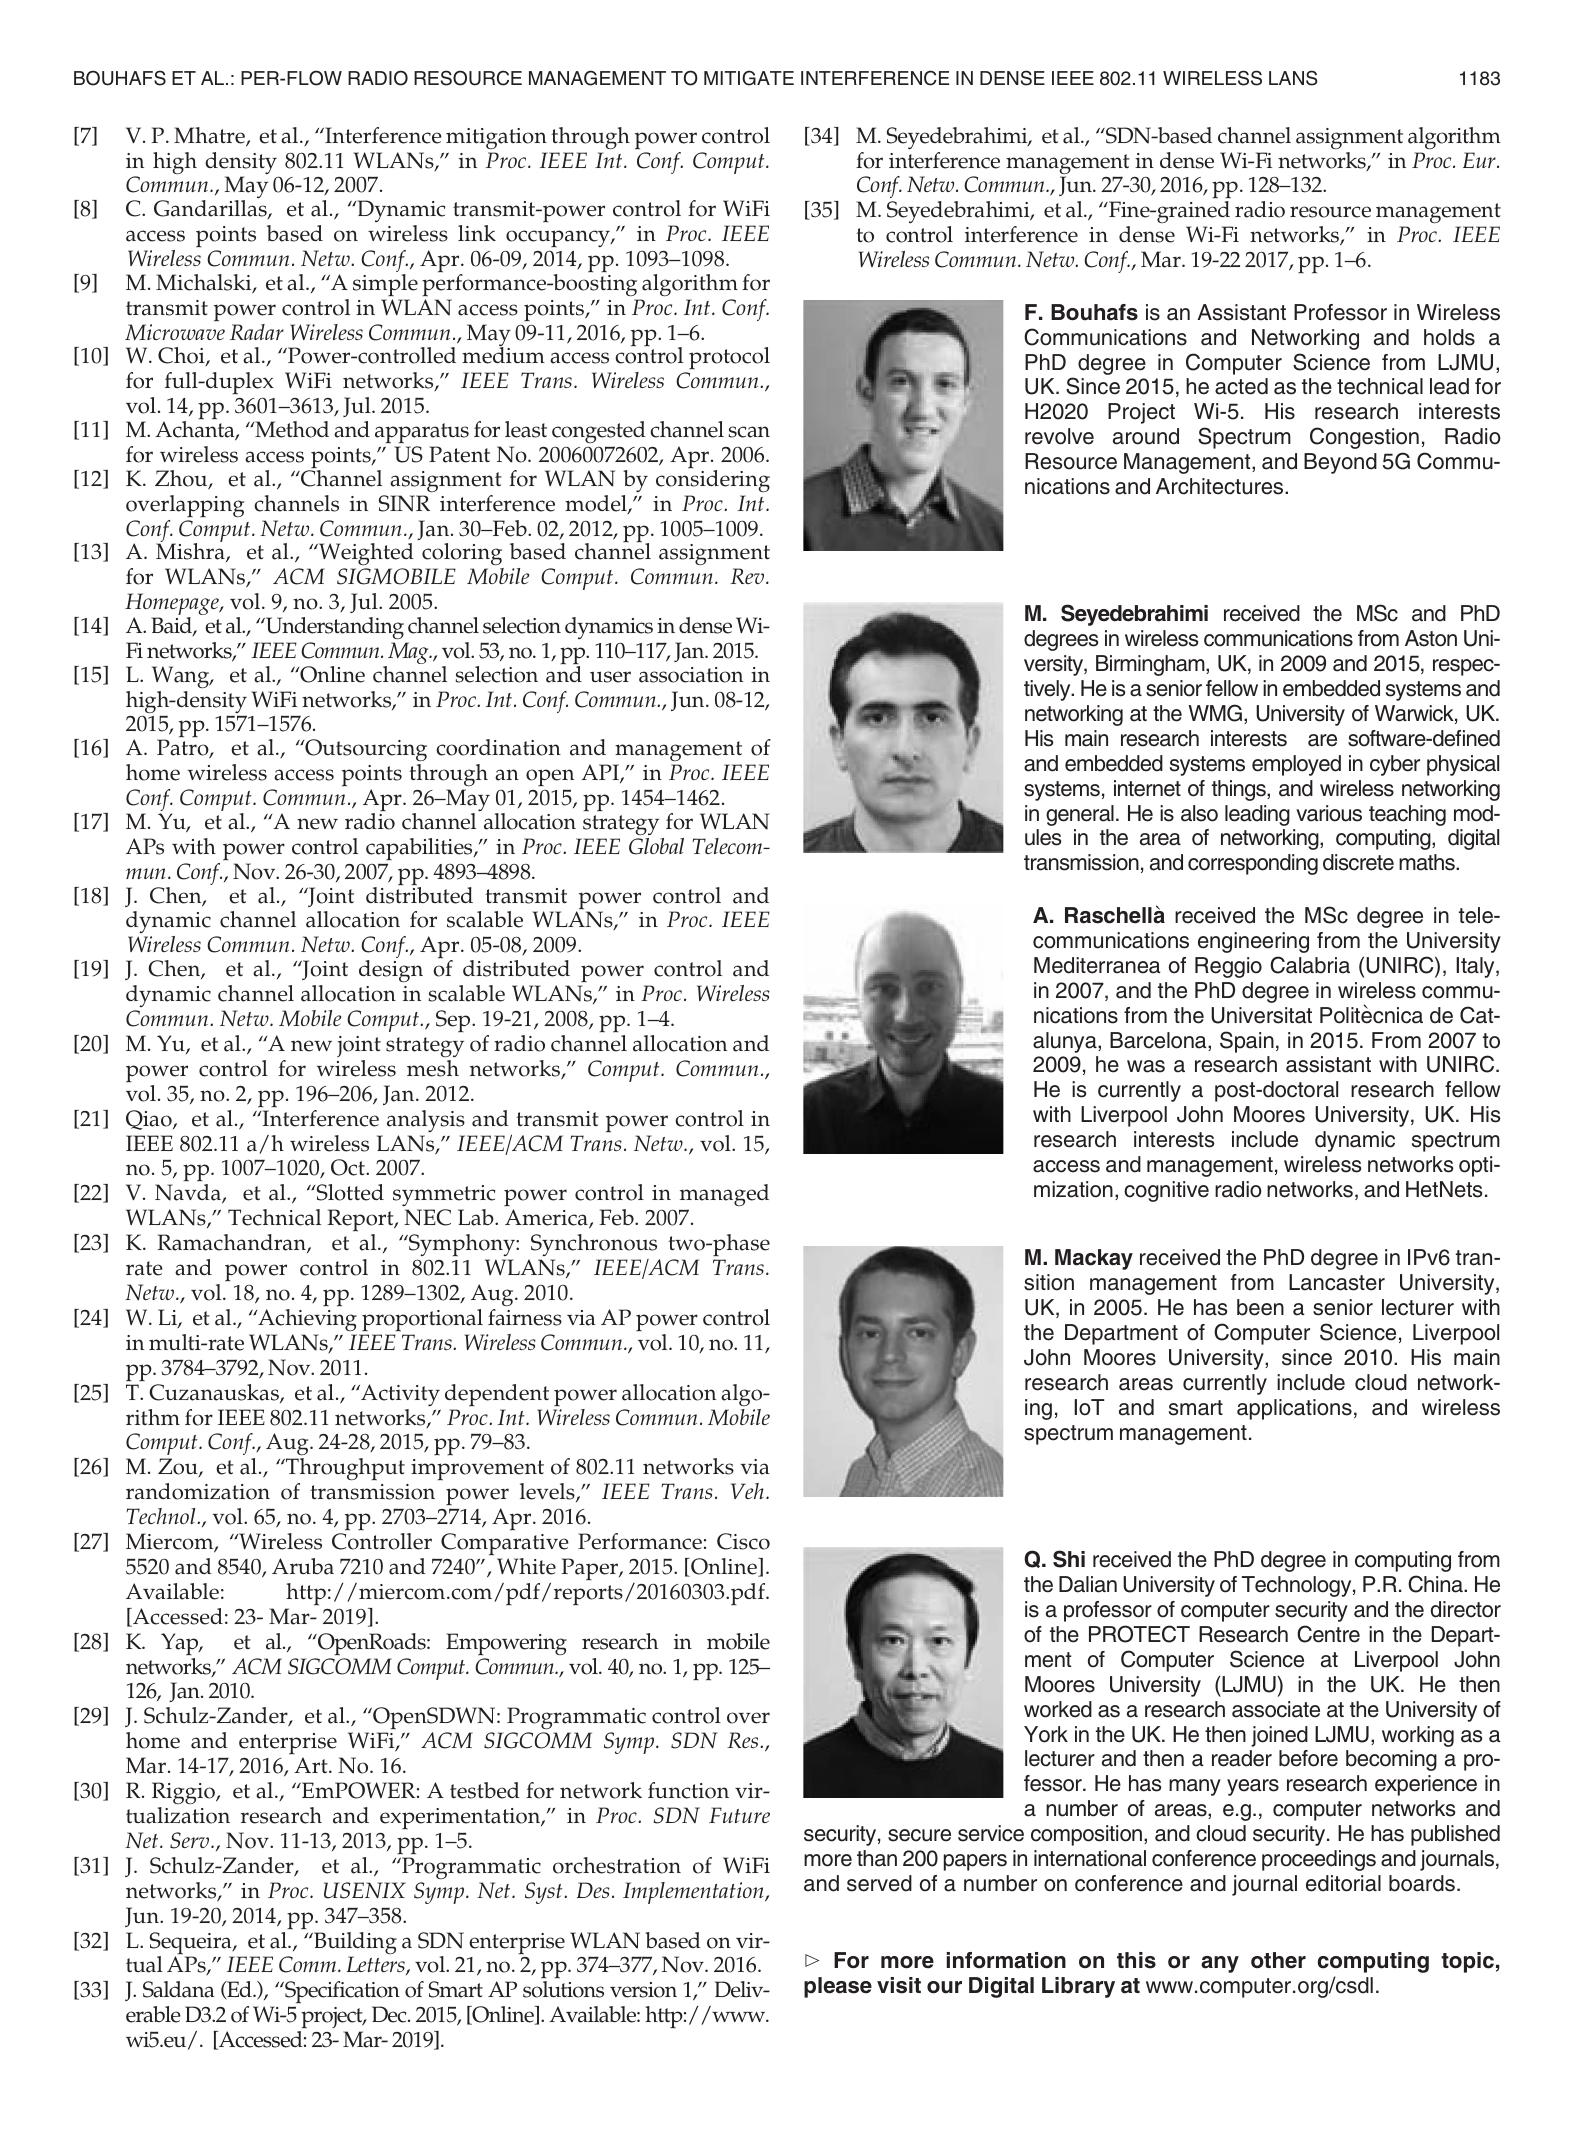 BOUHAFS ET AL.: PER-FLOW RADIO RESOURCE MANAGEMENT TO MITIGATE INTERFERENCE IN DENSE IEEE 802.11 WIRELESS LANS 1183
[7] V. P. Mhatre, et al., “Interference mitigation through power control
in high density 802.11 WLANs,” in Proc. IEEE Int. Conf. Comput.
Commun., May 06-12, 2007.
[8] C. Gandarillas, et al., “Dynamic transmit-power control for WiFi
access points based on wireless link occupancy,” in Proc. IEEE
Wireless Commun. Netw. Conf., Apr. 06-09, 2014, pp. 1093–1098.
[9] M. Michalski, et al., “A simple performance-boosting algorithm for
transmit power control in WLAN access points,” in Proc. Int. Conf.
Microwave Radar Wireless Commun., May 09-11, 2016, pp. 1–6.
[10] W. Choi, et al., “Power-controlled medium access control protocol
for full-duplex WiFi networks,” IEEE Trans. Wireless Commun.,
vol. 14, pp. 3601–3613, Jul. 2015.
[11] M. Achanta, “Method and apparatus for least congested channel scan
for wireless access points,” US Patent No. 20060072602, Apr. 2006.
[12] K. Zhou, et al., “Channel assignment for WLAN by considering
overlapping channels in SINR interference model,” in Proc. Int.
Conf. Comput. Netw. Commun., Jan. 30–Feb. 02, 2012, pp. 1005–1009.
[13] A. Mishra, et al., “Weighted coloring based channel assignment
for WLANs,” ACM SIGMOBILE Mobile Comput. Commun. Rev.
Homepage, vol. 9, no. 3, Jul. 2005.
[14] A. Baid, et al., “Understanding channel selection dynamics in dense Wi-
Fi networks,” IEEE Commun. Mag., vol. 53, no. 1, pp. 110–117, Jan. 2015.
[15] L. Wang, et al., “Online channel selection and user association in
high-density WiFi networks,” in Proc. Int. Conf. Commun., Jun. 08-12,
2015, pp. 1571–1576.
[16] A. Patro, et al., “Outsourcing coordination and management of
home wireless access points through an open API,” in Proc. IEEE
Conf. Comput. Commun., Apr. 26–May 01, 2015, pp. 1454–1462.
[17] M. Yu, et al., “A new radio channel allocation strategy for WLAN
APs with power control capabilities,” in Proc. IEEE Global Telecom-
mun. Conf., Nov. 26-30, 2007, pp. 4893–4898.
[18] J. Chen, et al., “Joint distributed transmit power control and
dynamic channel allocation for scalable WLANs,” in Proc. IEEE
Wireless Commun. Netw. Conf., Apr. 05-08, 2009.
[19] J. Chen, et al., “Joint design of distributed power control and
dynamic channel allocation in scalable WLANs,” in Proc. Wireless
Commun. Netw. Mobile Comput., Sep. 19-21, 2008, pp. 1–4.
[20] M. Yu, et al., “A new joint strategy of radio channel allocation and
power control for wireless mesh networks,” Comput. Commun.,
vol. 35, no. 2, pp. 196–206, Jan. 2012.
[21] Qiao, et al., “Interference analysis and transmit power control in
IEEE 802.11 a/h wireless LANs,” IEEE/ACM Trans. Netw., vol. 15,
no. 5, pp. 1007–1020, Oct. 2007.
[22] V. Navda, et al., “Slotted symmetric power control in managed
WLANs,” Technical Report, NEC Lab. America, Feb. 2007.
[23] K. Ramachandran, et al., “Symphony: Synchronous two-phase
rate and power control in 802.11 WLANs,” IEEE/ACM Trans.
Netw., vol. 18, no. 4, pp. 1289–1302, Aug. 2010.
[24] W. Li, et al., “Achieving proportional fairness via AP power control
in multi-rate WLANs,” IEEE Trans. Wireless Commun., vol. 10, no. 11,
pp. 3784–3792, Nov. 2011.
[25] T. Cuzanauskas, et al., “Activity dependent power allocation algo-
rithm for IEEE 802.11 networks,” Proc. Int. Wireless Commun. Mobile
Comput. Conf., Aug. 24-28, 2015, pp. 79–83.
[26] M. Zou, et al., “Throughput improvement of 802.11 networks via
randomization of transmission power levels,” IEEE Trans. Veh.
Technol., vol. 65, no. 4, pp. 2703–2714, Apr. 2016.
[27] Miercom, “Wireless Controller Comparative Performance: Cisco
5520 and 8540, Aruba 7210 and 7240”, White Paper, 2015. [Online].
Available: http://miercom.com/pdf/reports/20160303.pdf.
[Accessed: 23- Mar- 2019].
[28] K. Yap, et al., “OpenRoads: Empowering research in mobile
networks,” ACM SIGCOMM Comput. Commun., vol. 40, no. 1, pp. 125–
126, Jan. 2010.
[29] J. Schulz-Zander, et al., “OpenSDWN: Programmatic control over
home and enterprise WiFi,” ACM SIGCOMM Symp. SDN Res.,
Mar. 14-17, 2016, Art. No. 16.
[30] R. Riggio, et al., “EmPOWER: A testbed for network function vir-
tualization research and experimentation,” in Proc. SDN Future
Net. Serv., Nov. 11-13, 2013, pp. 1–5.
[31] J. Schulz-Zander, et al., “Programmatic orchestration of WiFi
networks,” in Proc. USENIX Symp. Net. Syst. Des. Implementation,
Jun. 19-20, 2014, pp. 347–358.
[32] L. Sequeira, et al., “Building a SDN enterprise WLAN based on vir-
tual APs,” IEEE Comm. Letters, vol. 21, no. 2, pp. 374–377, Nov. 2016.
[33] J. Saldana (Ed.), “Specification of Smart AP solutions version 1,” Deliv-
erable D3.2 of Wi-5 project, Dec. 2015, [Online]. Available: http://www.
wi5.eu/. [Accessed: 23- Mar- 2019].
[34] M. Seyedebrahimi, et al., “SDN-based channel assignment algorithm
for interference management in dense Wi-Fi networks,” in Proc. Eur.
Conf. Netw. Commun., Jun. 27-30, 2016, pp. 128–132.
[35] M. Seyedebrahimi, et al., “Fine-grained radio resource management
to control interference in dense Wi-Fi networks,” in Proc. IEEE
Wireless Commun. Netw. Conf., Mar. 19-22 2017, pp. 1–6.
F. Bouhafs is an Assistant Professor in Wireless
Communications and Networking and holds a
PhD degree in Computer Science from LJMU,
UK. Since 2015, he acted as the technical lead for
H2020 Project Wi-5. His research interests
revolve around Spectrum Congestion, Radio
Resource Management, and Beyond 5G Commu-
nications and Architectures.
M. Seyedebrahimi received the MSc and PhD
degrees in wireless communications from Aston Uni-
versity, Birmingham, UK, in 2009 and 2015, respec-
tively. He is a senior fellow in embedded systems and
networking at the WMG, University of Warwick, UK.
His main research interests are software-defined
and embedded systems employed in cyber physical
systems, internet of things, and wireless networking
in general. He is also leading various teaching mod-
ules in the area of networking, computing, digital
transmission, and corresponding discrete maths.
A. Raschellà received the MSc degree in tele-
communications engineering from the University
Mediterranea of Reggio Calabria (UNIRC), Italy,
in 2007, and the PhD degree in wireless commu-
nications from the Universitat Politècnica de Cat-
alunya, Barcelona, Spain, in 2015. From 2007 to
2009, he was a research assistant with UNIRC.
He is currently a post-doctoral research fellow
with Liverpool John Moores University, UK. His
research interests include dynamic spectrum
access and management, wireless networks opti-
mization, cognitive radio networks, and HetNets.
M. Mackay received the PhD degree in IPv6 tran-
sition management from Lancaster University,
UK, in 2005. He has been a senior lecturer with
the Department of Computer Science, Liverpool
John Moores University, since 2010. His main
research areas currently include cloud network-
ing, IoT and smart applications, and wireless
spectrum management.
Q. Shi received the PhD degree in computing from
the Dalian University of Technology, P.R. China. He
is a professor of computer security and the director
of the PROTECT Research Centre in the Depart-
ment of Computer Science at Liverpool John
Moores University (LJMU) in the UK. He then
worked as a research associate at the University of
York in the UK. He then joined LJMU, working as a
lecturer and then a reader before becoming a pro-
fessor. He has many years research experience in
a number of areas, e.g., computer networks and
security, secure service composition, and cloud security. He has published
more than 200 papers in international conference proceedings and journals,
and served of a number on conference and journal editorial boards.
▷ For more information on this or any other computing topic,
please visit our Digital Library at www.computer.org/csdl.